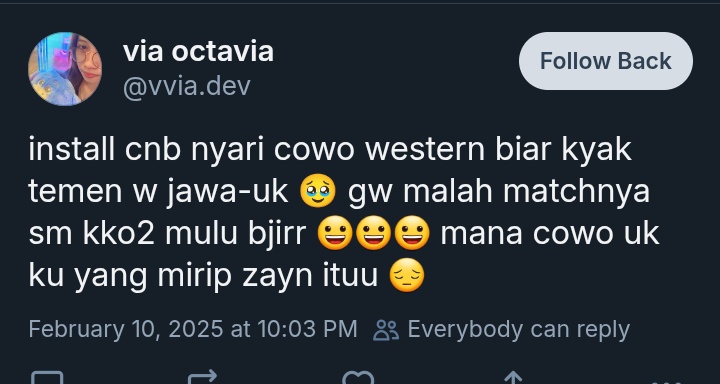 via octavia
@vvia.dev
Follow Back
install cnb nyari cowo western biar kyak
temen w jawa-uk 🥹 gw malah matchnya
sm kko2 mulu bjirr 😀😀😀 mana cowo uk
ku yang mirip zayn ituu 😔
February 10, 2025 at 10:03 PM Everybody can reply